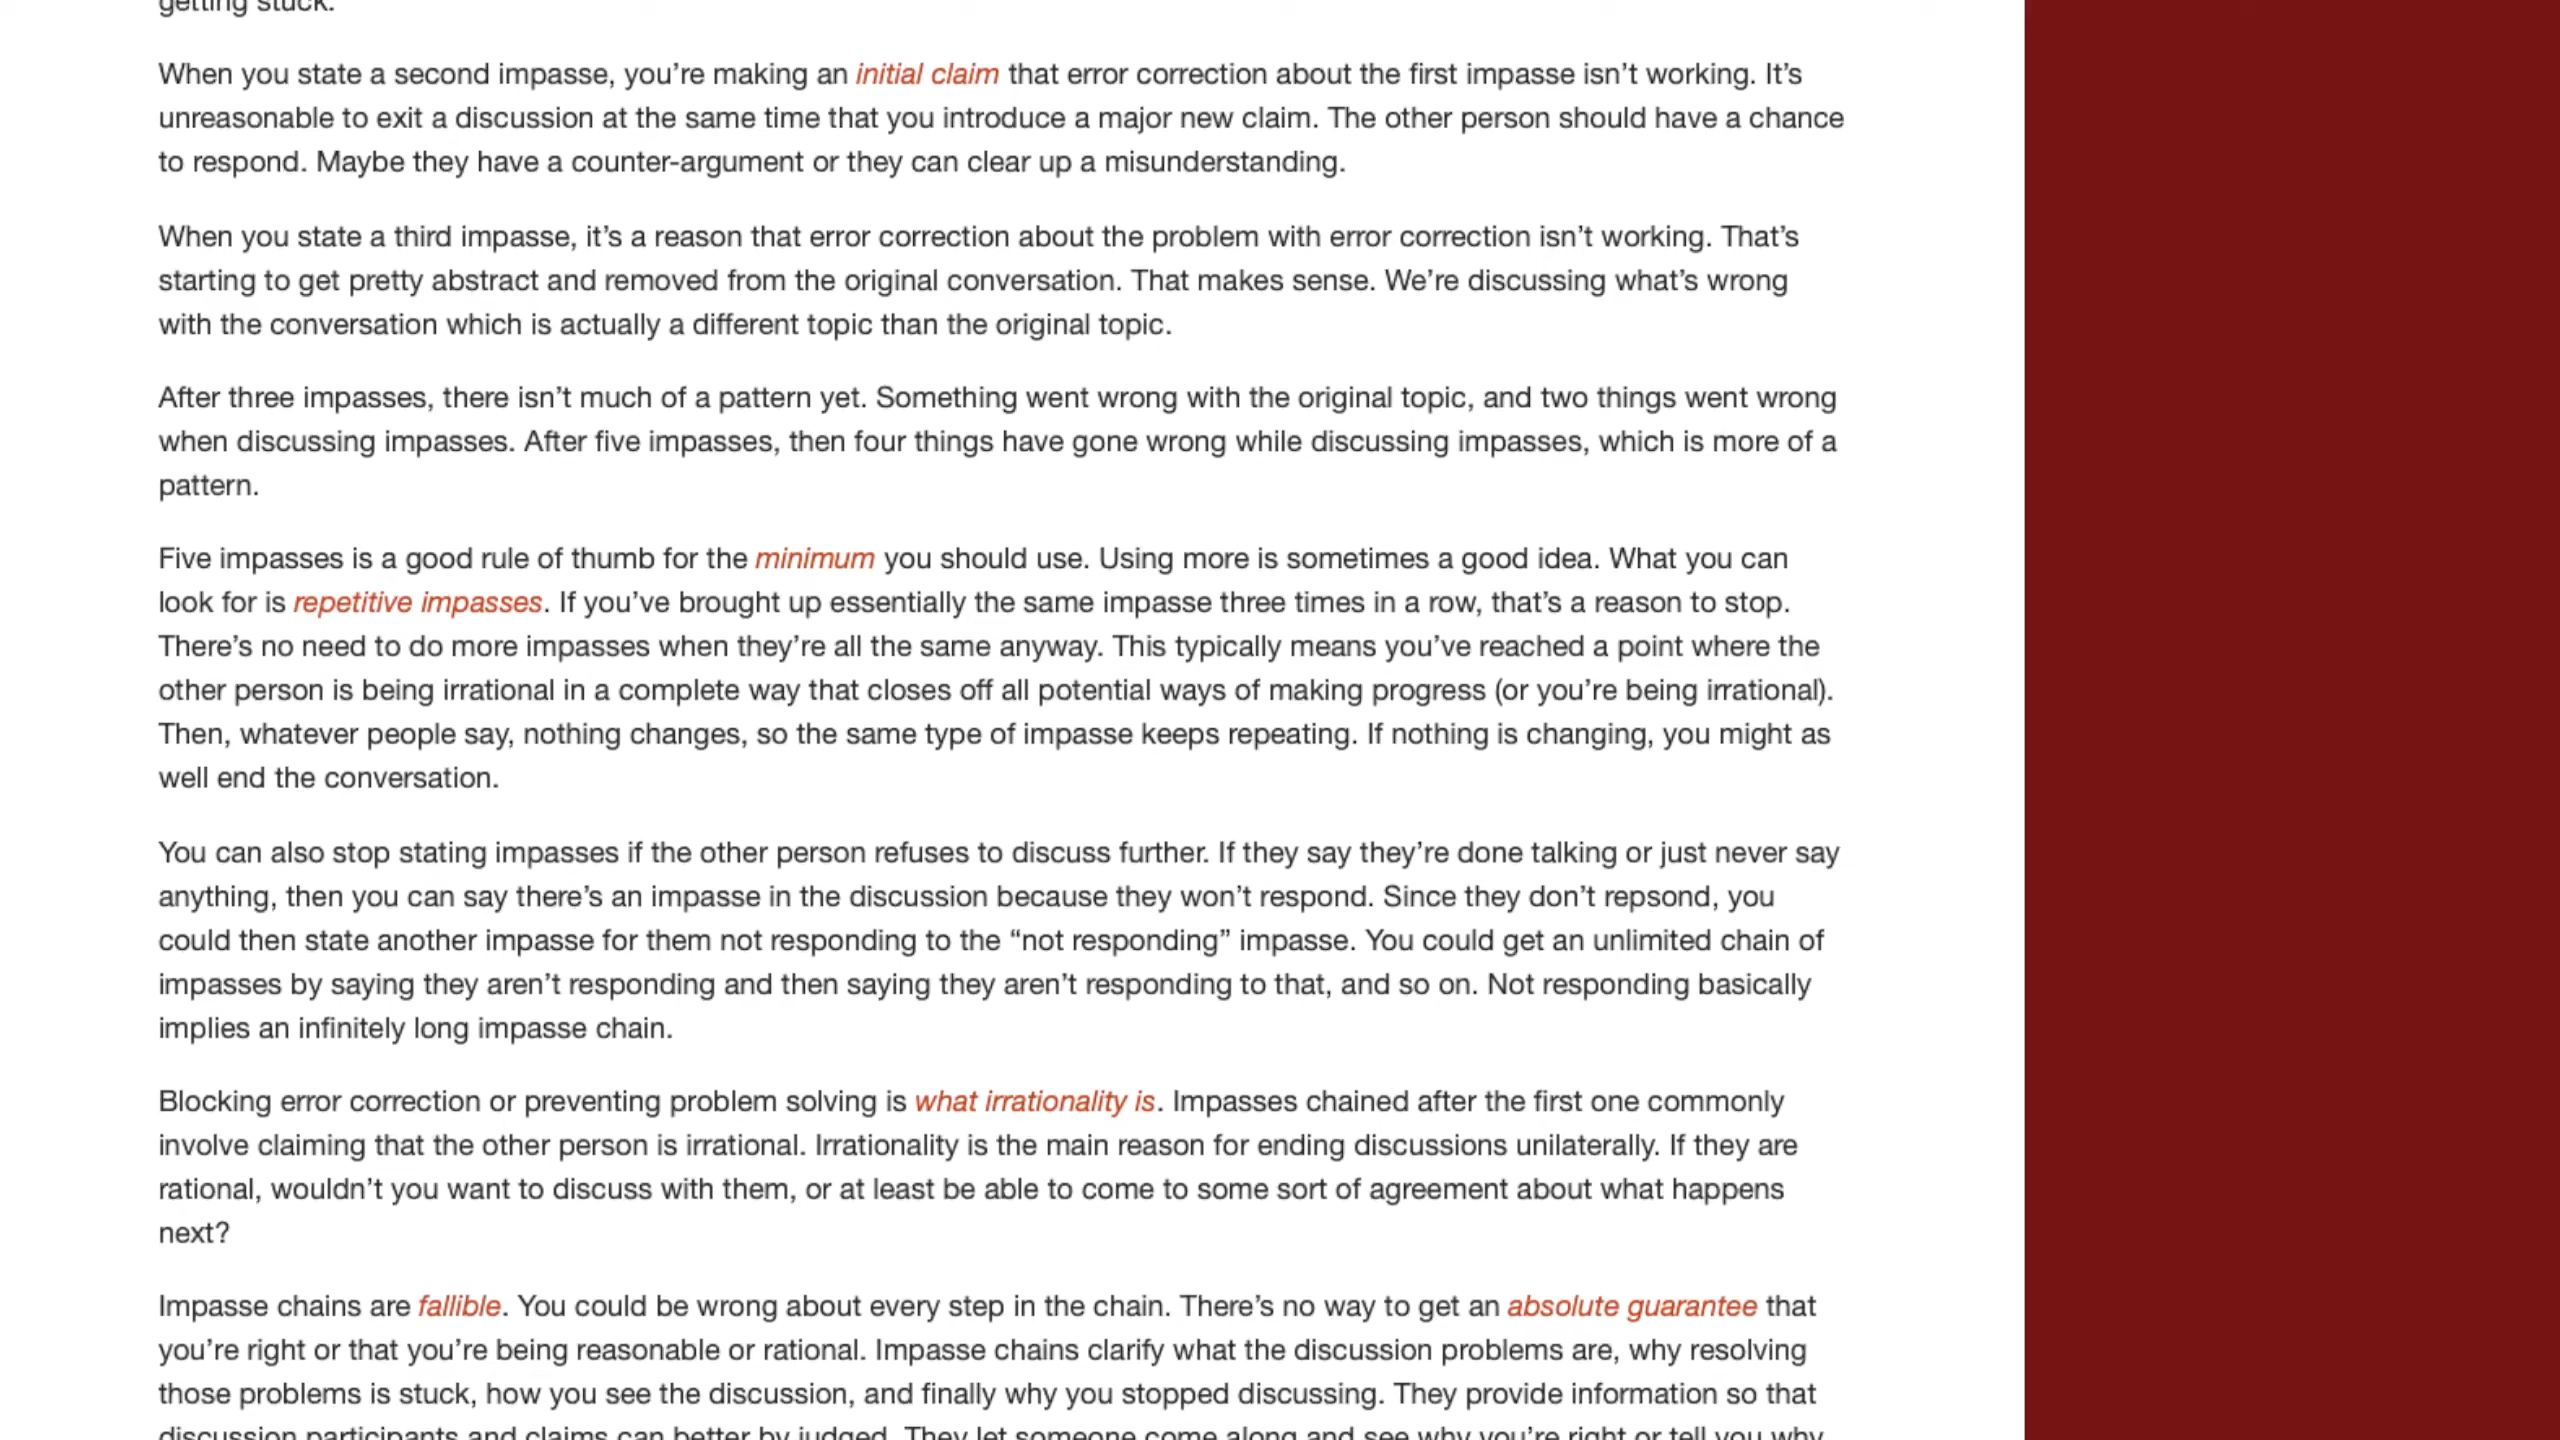 getting stuck.
When you state a second impasse, you’re making an initial claim that error correction about the first impasse isn’t working. It’s
unreasonable to exit a discussion at the same time that you introduce a major new claim. The other person should have a chance
to respond. Maybe they have a counter-argument or they can clear up a misunderstanding.
When you state a third impasse, it’s a reason that error correction about the problem with error correction isn’t working. That’s
starting to get pretty abstract and removed from the original conversation. That makes sense. We’re discussing what’s wrong
with the conversation which is actually a different topic than the original topic.
After three impasses, there isn’t much of a pattern yet. Something went wrong with the original topic, and two things went wrong
when discussing impasses. After five impasses, then four things have gone wrong while discussing impasses, which is more of a
pattern.
Five impasses is a good rule of thumb for the minimum you should use. Using more is sometimes a good idea. What you can
look for is repetitive impasses. If you’ve brought up essentially the same impasse three times in a row, that’s a reason to stop.
There’s no need to do more impasses when they’re all the same anyway. This typically means you’ve reached a point where the
other person is being irrational in a complete way that closes off all potential ways of making progress (or you’re being irrational).
Then, whatever people say, nothing changes, so the same type of impasse keeps repeating. If nothing is changing, you might as
well end the conversation.
You can also stop stating impasses if the other person refuses to discuss further. If they say they’re done talking or just never say
anything, then you can say there’s an impasse in the discussion because they won’t respond. Since they don’t repsond, you
could then state another impasse for them not responding to the “not responding” impasse. You could get an unlimited chain of
impasses by saying they aren’t responding and then saying they aren’t responding to that, and so on. Not responding basically
implies an infinitely long impasse chain.
Blocking error correction or preventing problem solving is what irrationality is. Impasses chained after the first one commonly
involve claiming that the other person is irrational. Irrationality is the main reason for ending discussions unilaterally. If they are
rational, wouldn’t you want to discuss with them, or at least be able to come to some sort of agreement about what happens
next?
Impasse chains are fallible. You could be wrong about every step in the chain. There’s no way to get an absolute guarantee that
you’re right or that you’re being reasonable or rational. Impasse chains clarify what the discussion problems are, why resolving
those problems is stuck, how you see the discussion, and finally why you stopped discussing. They provide information so that
discussion participants and claims can better by judged. They let someone come along and see why you’re right or tell you why